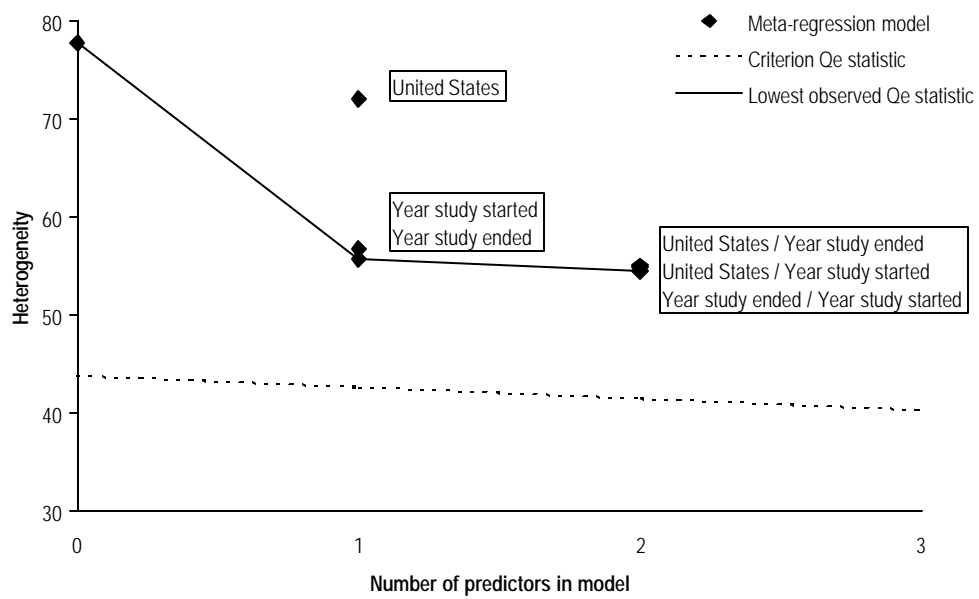 80
70
60
50
40
30
Heterogeneity
Meta-regression model
Criterion Qe statistic
Lowest observed Qe statistic
United States
Year study started
Year study ended
United States / Year study ended
United States / Year study started
Year study ended / Year study started
0 1 2 3
Number of predictors in model